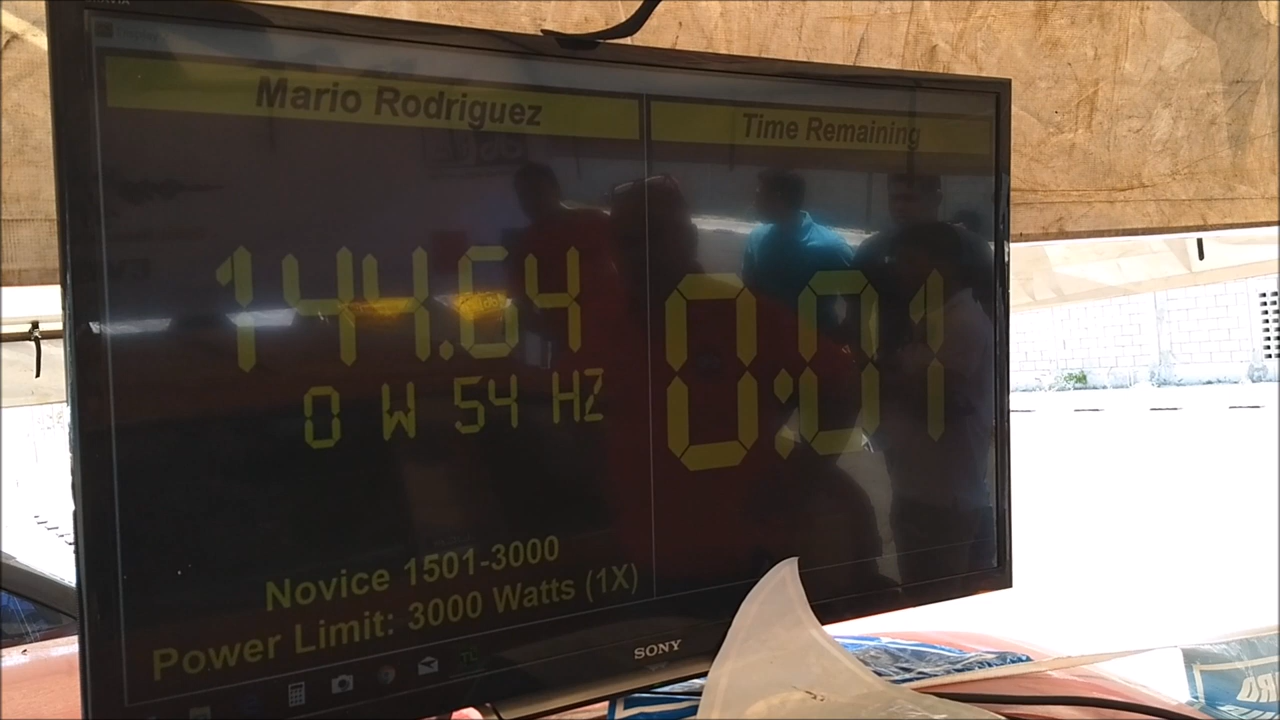 Mario Rodriguez
Time Remaining
144.64
0 W 54 HZ
0:01
Novice 1501-3000
Power Limit: 3000 Watts (1X)
SONY